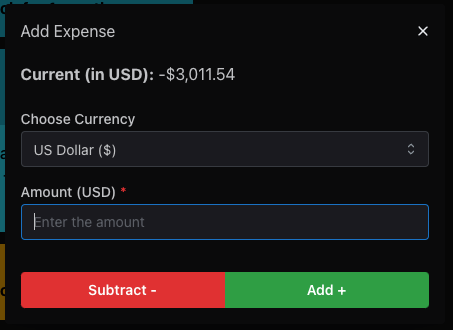 Add Expense
Current (in USD): -$3,011.54
Choose Currency
US Dollar ($)
Amount (USD) *
Enter the amount
Subtract -
Add +